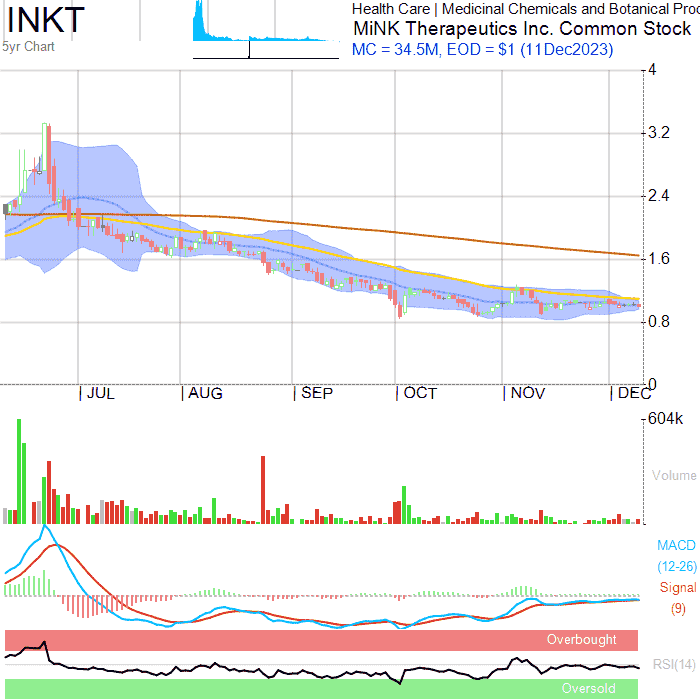 INKT
5yr Chart
Health Care | Medicinal Chemicals and Botanical Pro
MiNK Therapeutics Inc. Common Stock
MC = 34.5M, EOD = $1 (11Dec2023)
4
3.2
2.4
1.6
0.8
0
JUL AUG SEP OCT NOV DEC
604k
Volume
MACD
(12-26)
Signal
(9)
Overbought
RSI(14)
Oversold